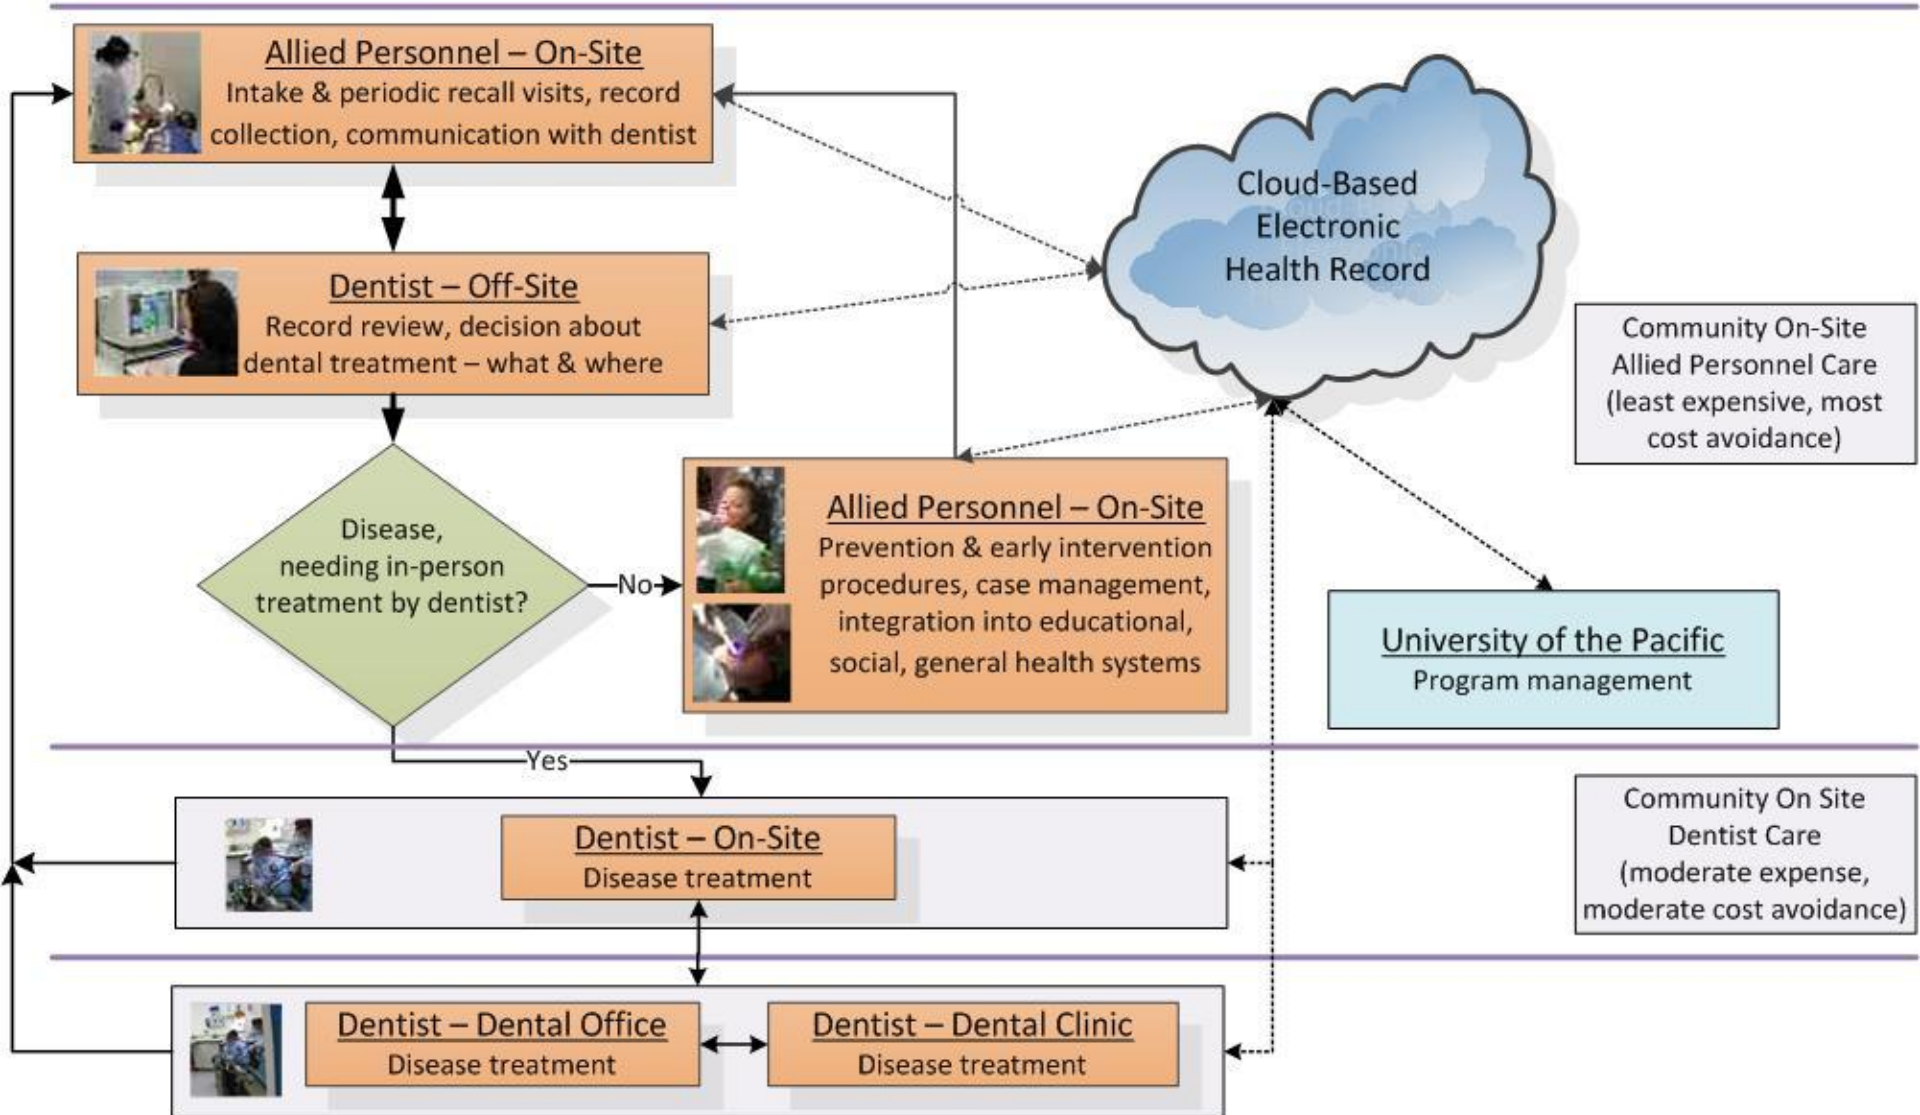 Allied Personnel – On-Site
Intake & periodic recall visits, record
collection, communication with dentist
Cloud-Based
Electronic
Health Record
Dentist – Off-Site
Record review, decision about
dental treatment – what & where
Community On-Site
Allied Personnel Care
(least expensive, most
cost avoidance)
Disease,
needing in-person
treatment by dentist?
No
Allied Personnel – On-Site
Prevention & early intervention
procedures, case management,
integration into educational,
social, general health systems
University of the Pacific
Program management
Yes
Dentist – On-Site
Disease treatment
Community On Site
Dentist Care
(moderate expense,
moderate cost avoidance)
Dentist – Dental Office
Disease treatment
Dentist – Dental Clinic
Disease treatment